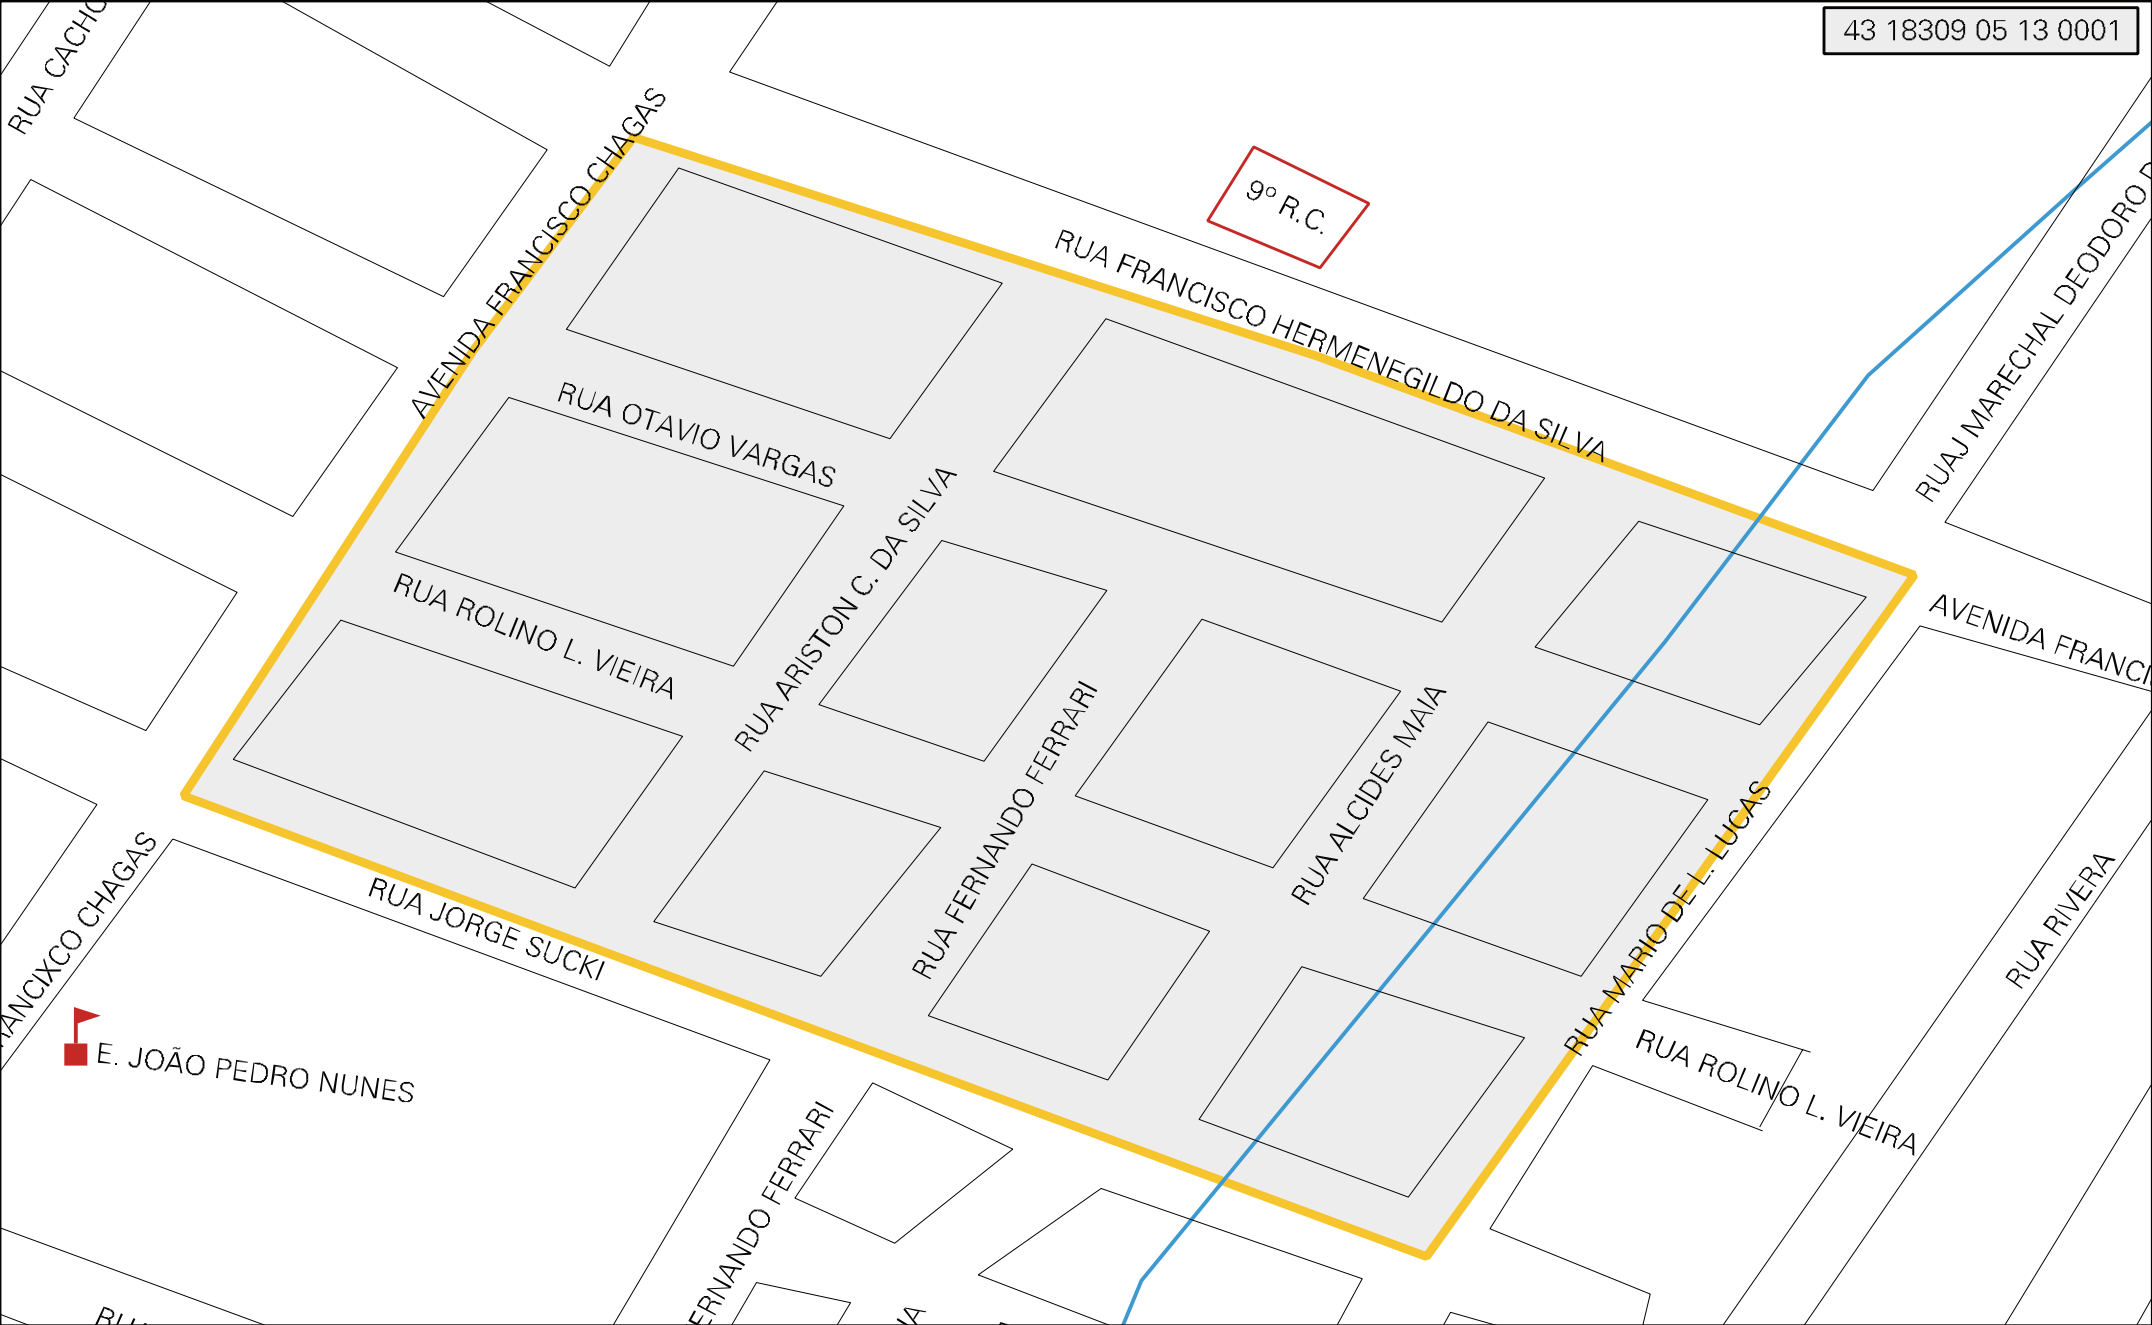 43 18309 05 13 0001
RUA CACHO
AVENIDA FRANCISCO CHAGAS
9º R.C.
RUA FRANCISCO HERMENEGILDO DA SILVA
RUAJ MARECHAL DEODORO D
RUA OTAVIO VARGAS
RUA ARISTON C. DA SILVA
RUA ROLINO L. VIEIRA
AVENIDA FRANCI
RUA FERNANDO FERRARI
RUA ALCIDES MAIA
RUA MARIO DE L. LUCAS
RUA RIVERA
RANCIXCO CHAGAS
RUA JORGE SUCKI
E. JOÃO PEDRO NUNES
RUA ROLINO L. VIEIRA
ERNANDO FERRARI